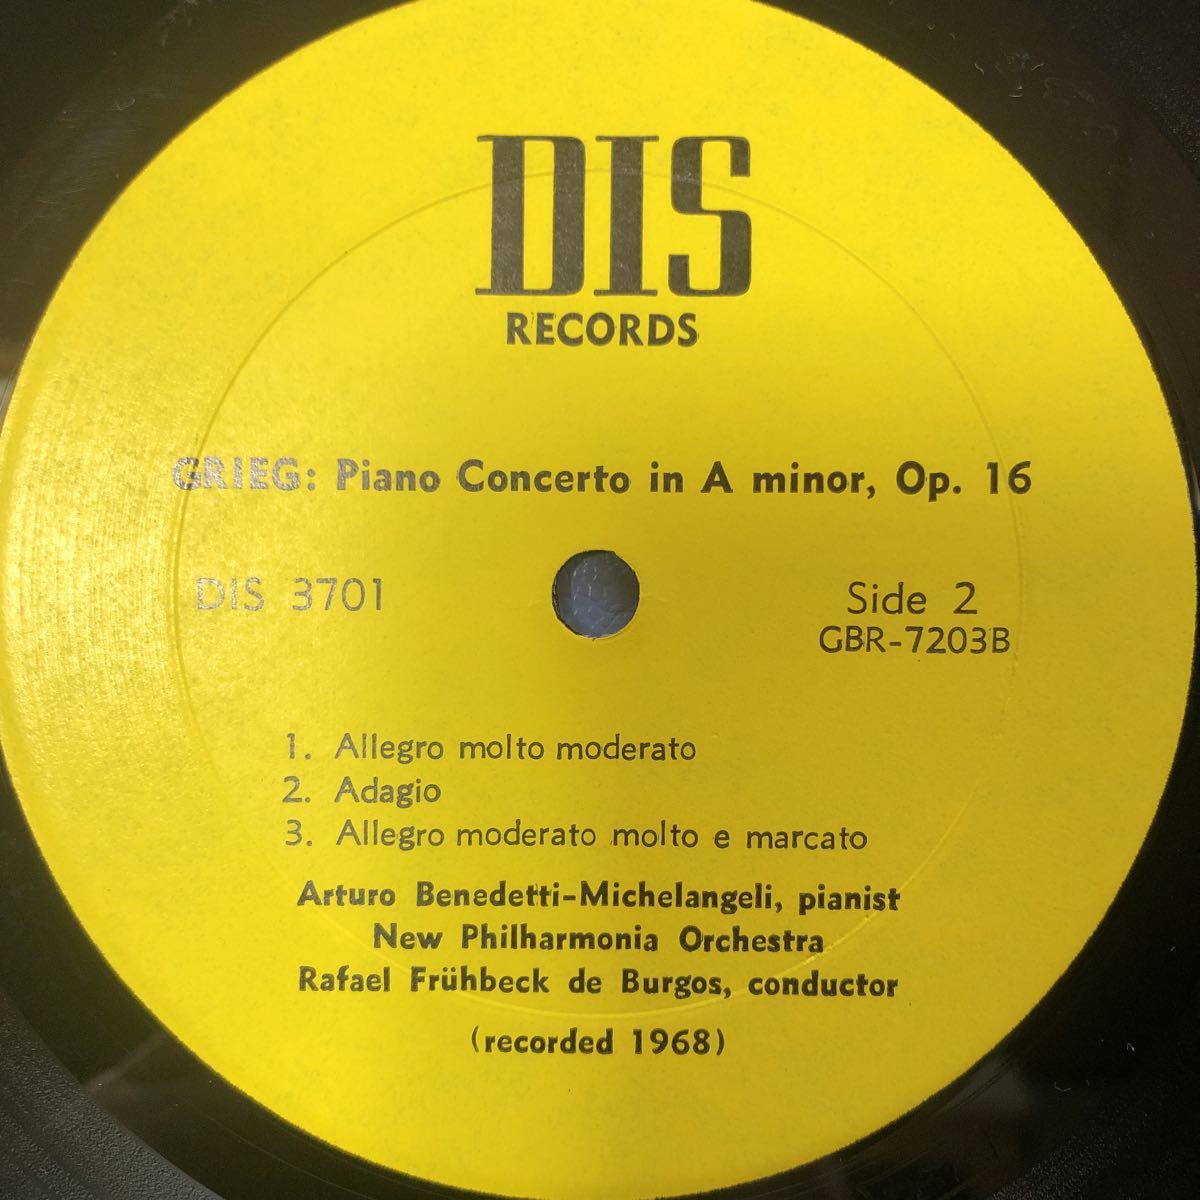 DIS
RECORDS
GRIEG: Piano Concerto in A minor, Op. 16
DIS 3701
Side 2
GBR-7203B
1. Allegro molto moderato
2. Adagio
3. Allegro moderato molto e marcato
Arturo Benedetti-Michelangeli, pianist
New Philharmonia Orchestra
Rafael Frühbeck de Burgos, conductor
(recorded 1968)